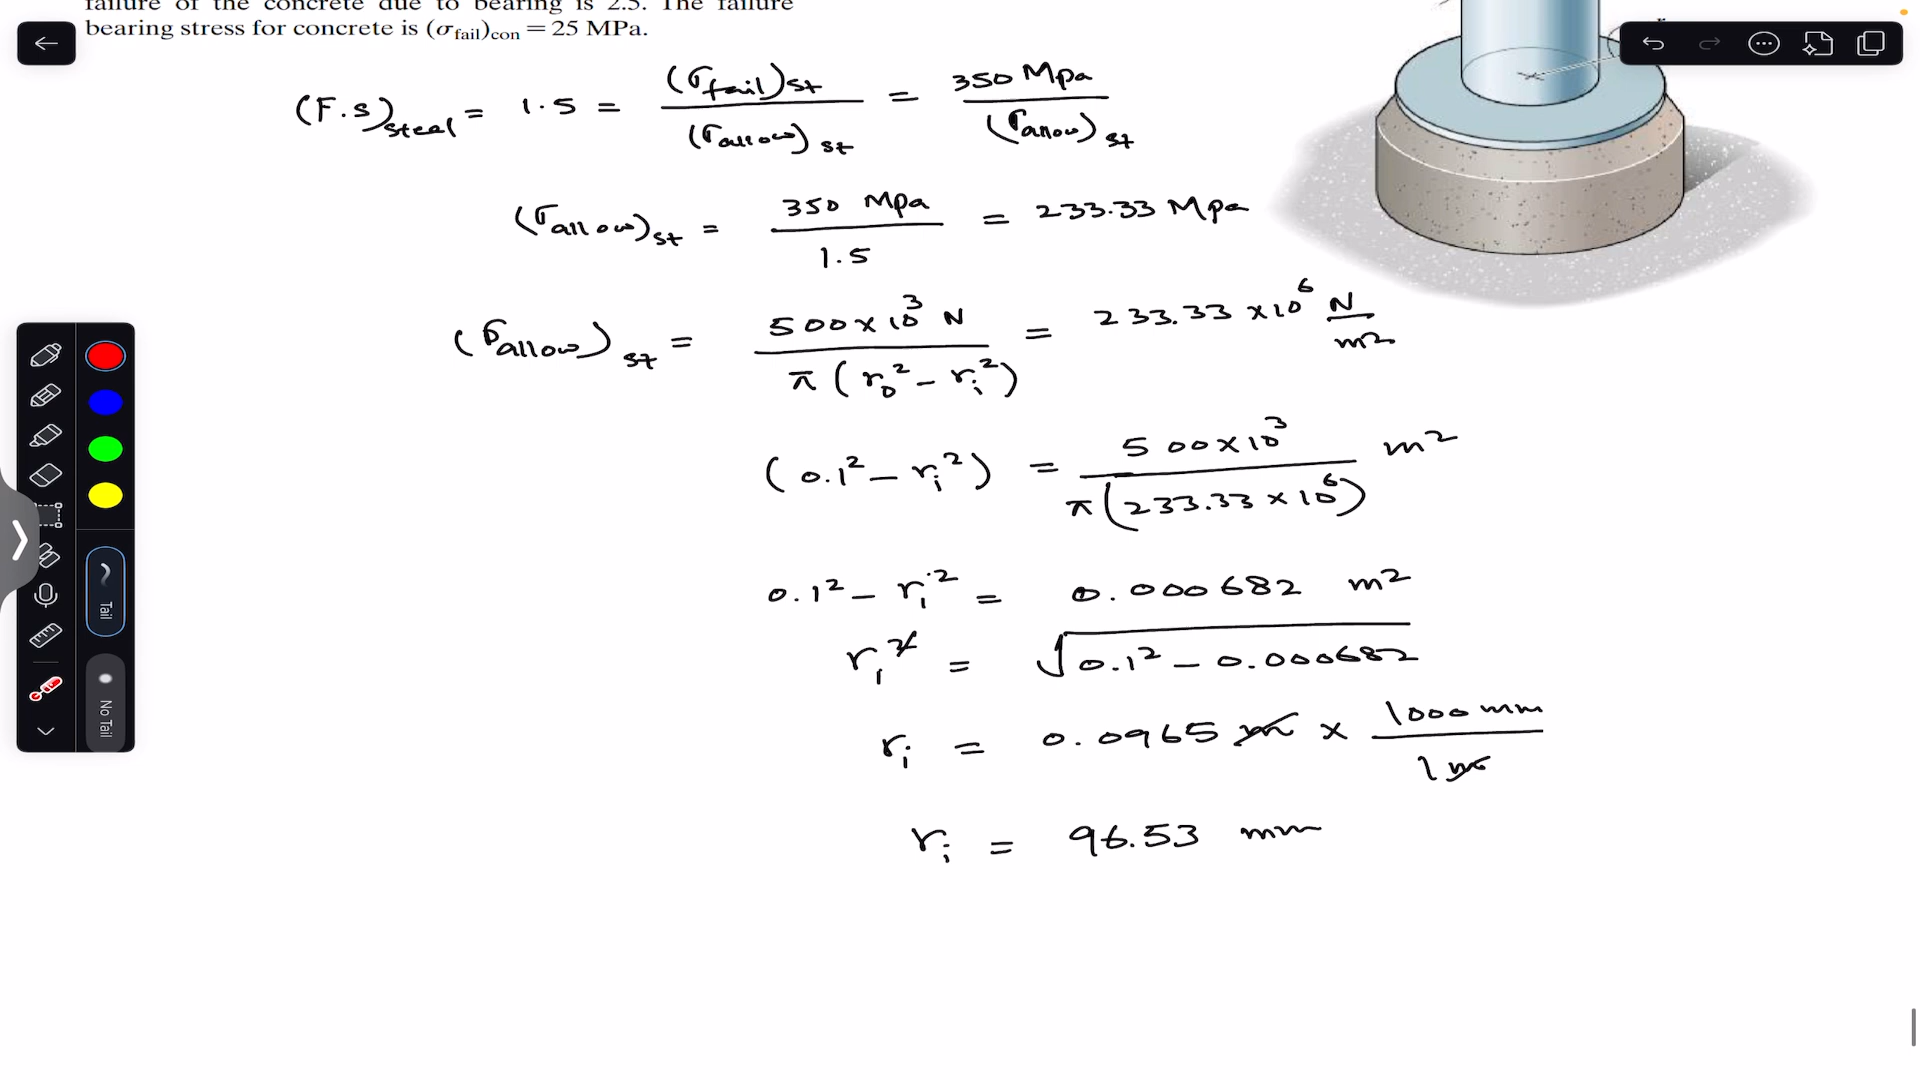 failure of the concrete due to bearing is 2.5. The failure
bearing stress for concrete is (σfail)con = 25 MPa.
(F.S)steel = 1.5 = (σfail)st / (σallow)st = 350 Mpa / (σallow)st
(σallow)st = 350 Mpa / 1.5 = 233.33 Mpa
(σallow)st = 500×10³ N / π(ro² − ri²) = 233.33 ×10⁶ N/m²
(0.1² − ri²) = 500×10³ / π(233.33 × 10⁶) m²
0.1² − ri² = 0.000682 m²
ri² = √0.1² − 0.000682
ri = 0.0965 m × 1000 mm / 1 m
ri = 96.53 mm
Tail
No Tail